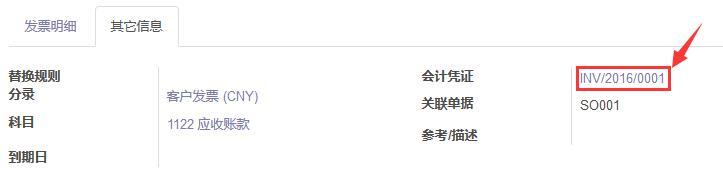 发票明细 其它信息
替换规则
分录 客户发票 (CNY)
科目 1122 应收账款
到期日
会计凭证 INV/2016/0001
关联单据 SO001
参考/描述